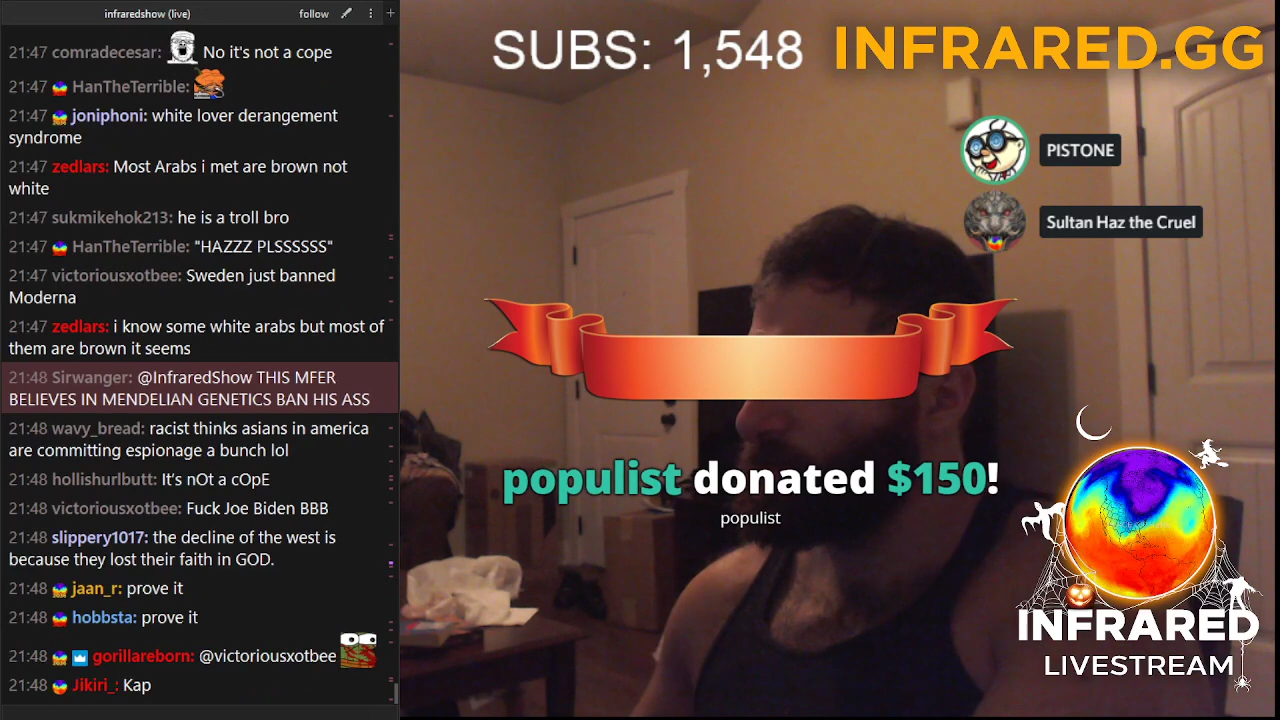 infraredshow (live)
follow
21:47 comradecesar: No it's not a cope
21:47 HanTheTerrible:
21:47 joniphoni: white lover derangement
syndrome
21:47 zedlars: Most Arabs i met are brown not
white
21:47 sukmikehok213: he is a troll bro
21:47 HanTheTerrible: "HAZZZ PLSSSSSS"
21:47 victoriousxotbee: Sweden just banned
Moderna
21:47 zedlars: i know some white arabs but most of
them are brown it seems
21:48 Sirwanger: @InfraredShow THIS MFER
BELIEVES IN MENDELIAN GENETICS BAN HIS ASS
21:48 wavy_bread: racist thinks asians in america
are committing espionage a bunch lol
21:48 hollishurlbutt: It's nOt a cOpE
21:48 victoriousxotbee: Fuck Joe Biden BBB
21:48 slippery1017: the decline of the west is
because they lost their faith in GOD.
21:48 jaan_r: prove it
21:48 hobbsta: prove it
21:48 gorillareborn: @victoriousxotbee
21:48 Jikiri_: Kap
SUBS: 1,548
INFRARED.GG
PISTONE
Sultan Haz the Cruel
populist donated $150!
populist
INFRARED
LIVESTREAM